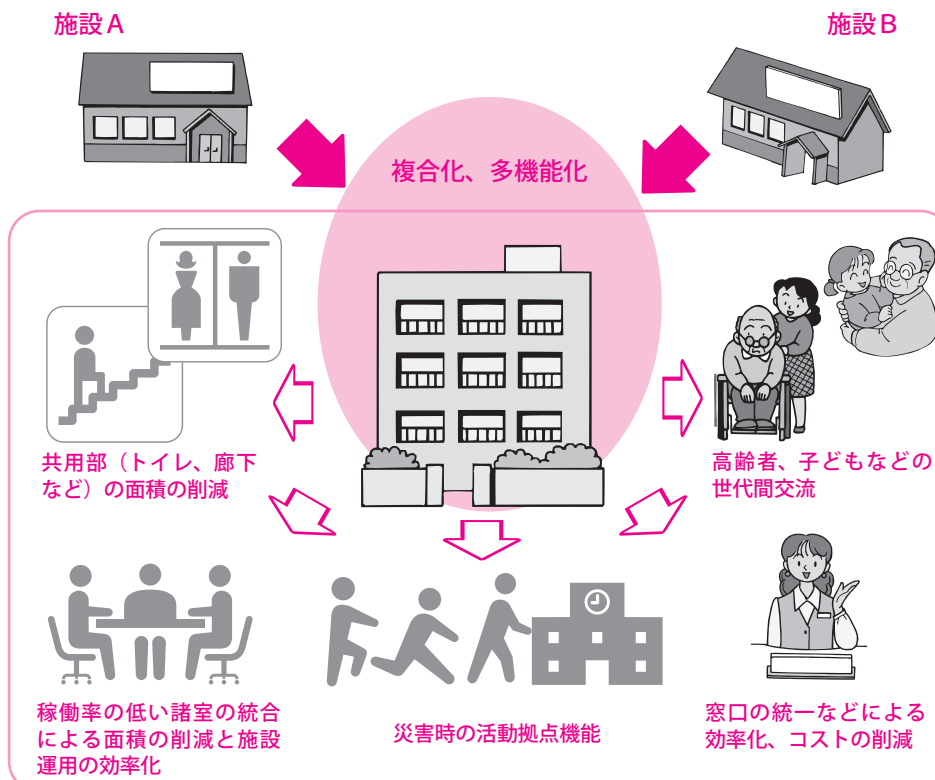 施設A
施設B
複合化、多機能化
共用部（トイレ、廊下
など）の面積の削減
高齢者、子どもなどの
世代間交流
稼働率の低い諸室の統合
による面積の削減と施設
運用の効率化
災害時の活動拠点機能
窓口の統一などによる
効率化、コストの削減